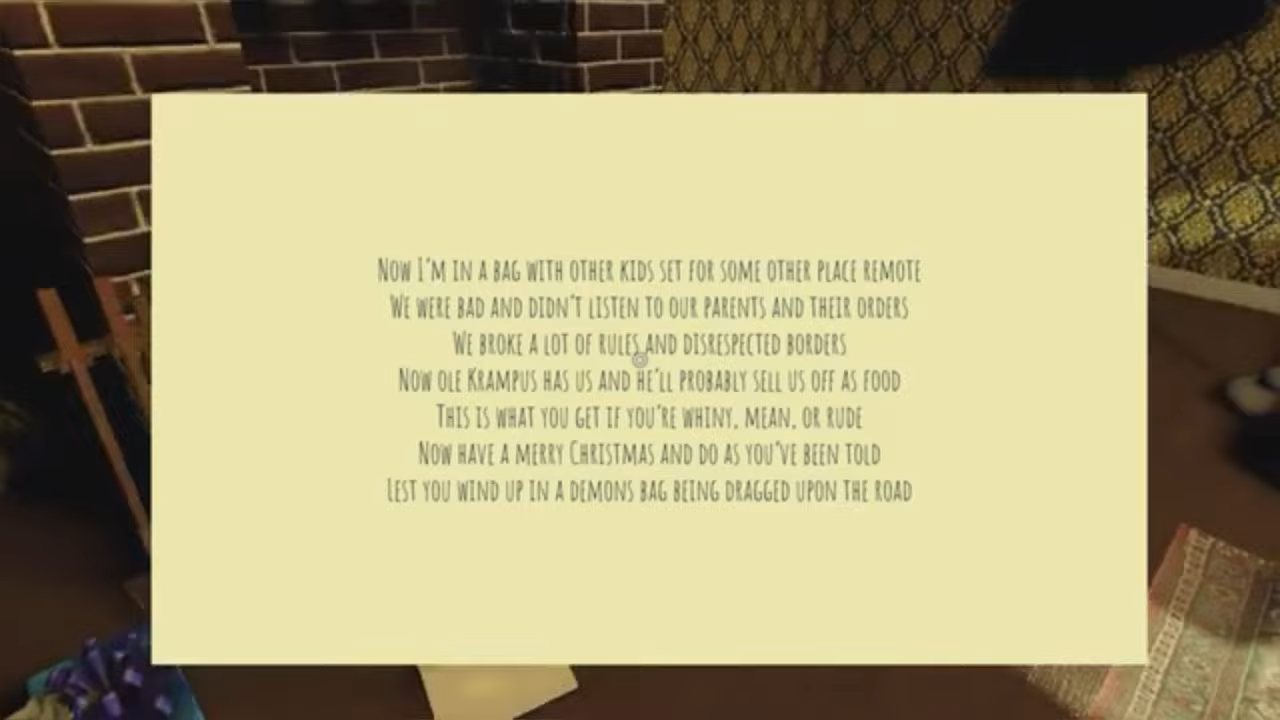 Now I'm in a bag with other kids set for some other place remote
We were bad and didn't listen to our parents and their orders
We broke a lot of rules and disrespected borders
Now ole Krampus has us and he'll probably sell us off as food
This is what you get if you're whiny, mean, or rude
Now have a merry Christmas and do as you've been told
Lest you wind up in a demons bag being dragged upon the road